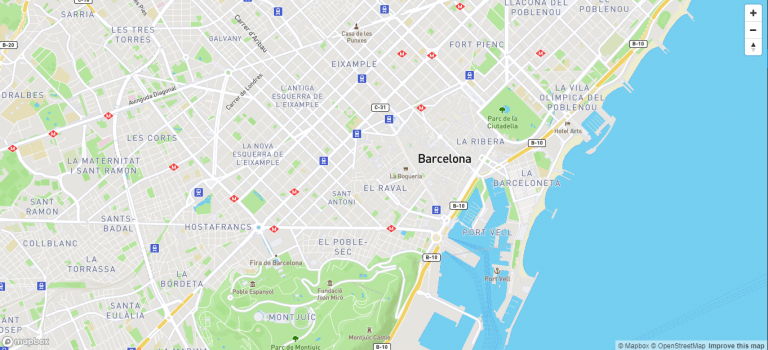 LLACUNA DEL
POBLENOU
EL
POBLENOU
SARRIÀ
LES TRES
TORRES
GALVANY
Carrer d'Aribau
Casa de les
Punxes
FORT PIENC
B-20
EIXAMPLE
Carrer de Londres
L'ANTIGA
ESQUERRA DE
L'EIXAMPLE
Avinguda Diagonal
C-31
LA VILA
OLÍMPICA DEL
POBLENOU
Parc de la
Ciutadella
Hotel Arts
LES CORTS
LA RIBERA
B-10
LA NOVA
ESQUERRA DE
L'EIXAMPLE
Barcelona
LA MATERNITAT
I SANT RAMON
La Boqueria
LA
BARCELONETA
EL RAVAL
SANT
ANTONI
SANT
RAMON
B-10
SANTS-
BADAL
HOSTAFRANCS
PORT VELL
COLLBLANC
EL POBLE-
SEC
B-10
Fira de Barcelona
LA
TORRASSA
Port Vell
LA
BORDETA
Poble Espanyol
Fundació
Joan Miró
SANTA
EULÀLIA
MONTJUÏC
Montjuïc Castle
Parc de Montjuïc
B-10
mapbox
© Mapbox © OpenStreetMap Improve this map